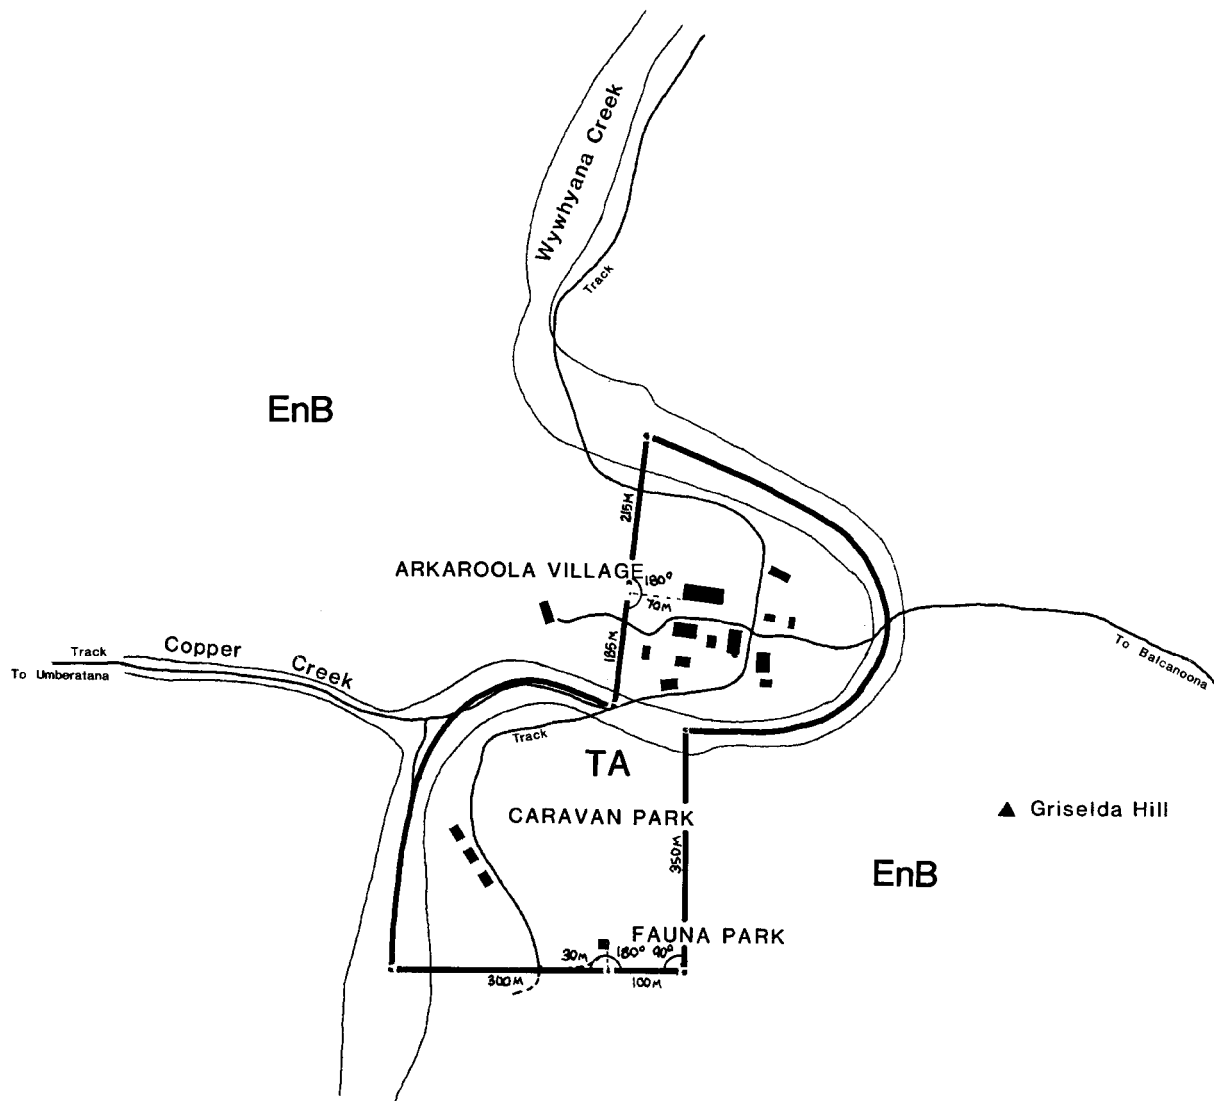 Wywhyana Creek
Track
EnB
215M
ARKAROOLA VILLAGE
180°
70M
185M
Copper
Creek
Track
To Umberatana
To Balcanoona
Track
TA
CARAVAN PARK
Griselda Hill
350M
EnB
FAUNA PARK
30M
180°
90°
300M
100M